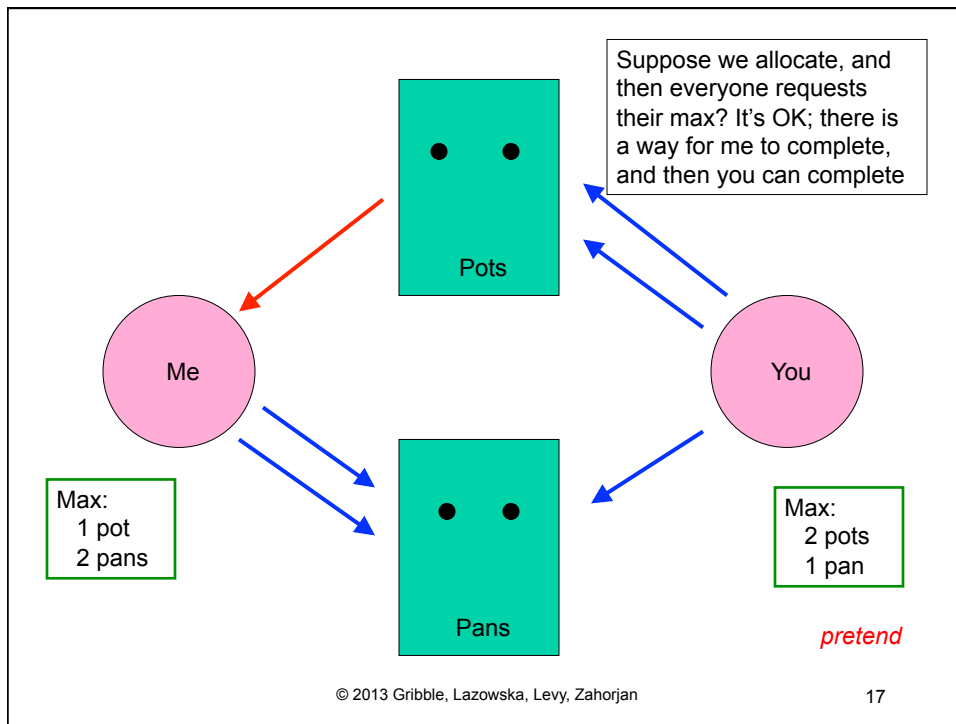 Suppose we allocate, and
then everyone requests
their max? It's OK; there is
a way for me to complete,
and then you can complete
Pots
Me
You
Max:
1 pot
2 pans
Max:
2 pots
1 pan
Pans
pretend
© 2013 Gribble, Lazowska, Levy, Zahorjan
17